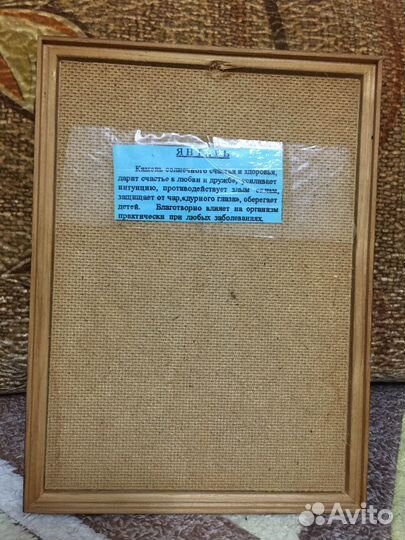 ЯНТАРЬ
Камень солнечного счастья и здоровья,
дарит счастье в любви и дружбе, усиливает
интуицию, противодействует злым силам,
защищает от чар,«дурного глаза», оберегает
детей. Благотворно влияет на организм
практически при любых заболеваниях.
Avito